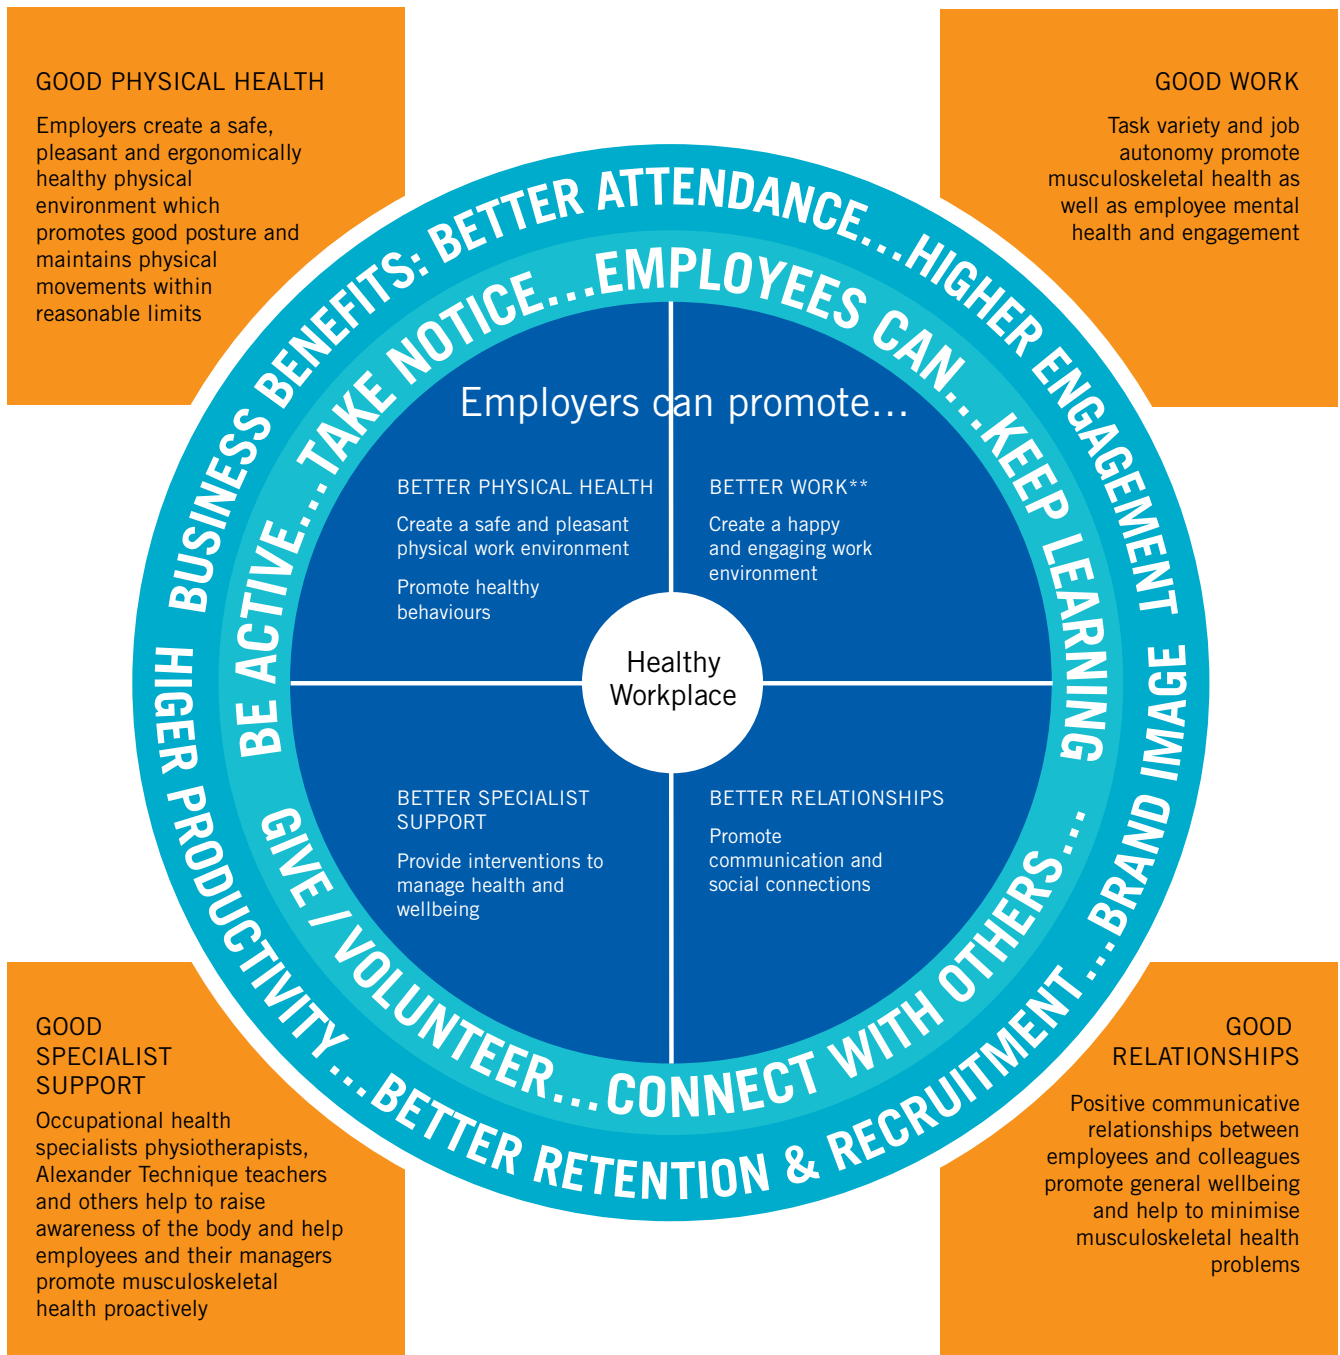 GOOD PHYSICAL HEALTH
Employers create a safe,
pleasant and ergonomically
healthy physical
environment which
promotes good posture and
maintains physical
movements within
reasonable limits
GOOD WORK
Task variety and job
autonomy promote
musculoskeletal health as
well as employee mental
health and engagement
BUSINESS BENEFITS: BETTER ATTENDANCE...HIGHER ENGAGEMENT
BE ACTIVE...TAKE NOTICE...EMPLOYEES CAN...KEEP LEARNING
Employers can promote...
BETTER PHYSICAL HEALTH
Create a safe and pleasant
physical work environment
Promote healthy
behaviours
BETTER WORK**
Create a happy
and engaging work
environment
Healthy
Workplace
BETTER SPECIALIST
SUPPORT
Provide interventions to
manage health and
wellbeing
BETTER RELATIONSHIPS
Promote
communication and
social connections
GIVE / VOLUNTEER...CONNECT WITH OTHERS...
HIGER PRODUCTIVITY...BETTER RETENTION & RECRUITMENT...BRAND IMAGE
GOOD
SPECIALIST
SUPPORT
Occupational health
specialists physiotherapists,
Alexander Technique teachers
and others help to raise
awareness of the body and help
employees and their managers
promote musculoskeletal
health proactively
GOOD
RELATIONSHIPS
Positive communicative
relationships between
employees and colleagues
promote general wellbeing
and help to minimise
musculoskeletal health
problems